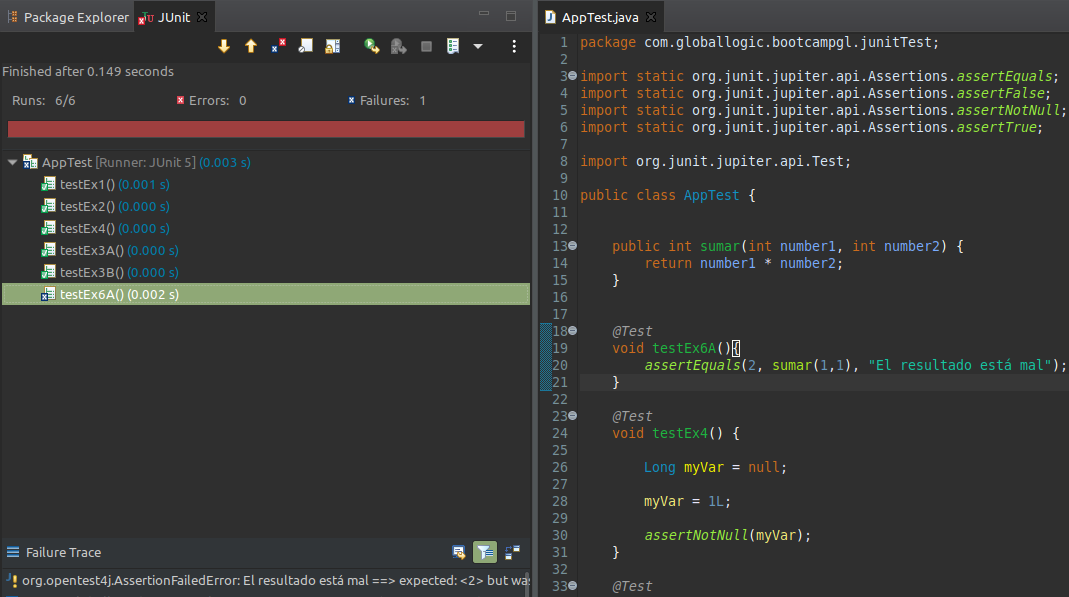 Package Explorer
JUnit
Finished after 0.149 seconds
Runs: 6/6
Errors: 0
Failures: 1
AppTest [Runner: JUnit 5] (0.003 s)
testEx1() (0.001 s)
testEx2() (0.000 s)
testEx4() (0.000 s)
testEx3A() (0.000 s)
testEx3B() (0.000 s)
testEx6A() (0.002 s)
Failure Trace
org.opentest4j.AssertionFailedError: El resultado está mal ==> expected: <2> but was
AppTest.java
1 package com.globallogic.bootcampgl.junitTest;
2
3 import static org.junit.jupiter.api.Assertions.assertEquals;
4 import static org.junit.jupiter.api.Assertions.assertFalse;
5 import static org.junit.jupiter.api.Assertions.assertNotNull;
6 import static org.junit.jupiter.api.Assertions.assertTrue;
7
8 import org.junit.jupiter.api.Test;
9
10 public class AppTest {
11
12
13 public int sumar(int number1, int number2) {
14 return number1 * number2;
15 }
16
17
18 @Test
19 void testEx6A(){
20 assertEquals(2, sumar(1,1), "El resultado está mal");
21 }
22
23 @Test
24 void testEx4() {
25
26 Long myVar = null;
27
28 myVar = 1L;
29
30 assertNotNull(myVar);
31 }
32
33 @Test